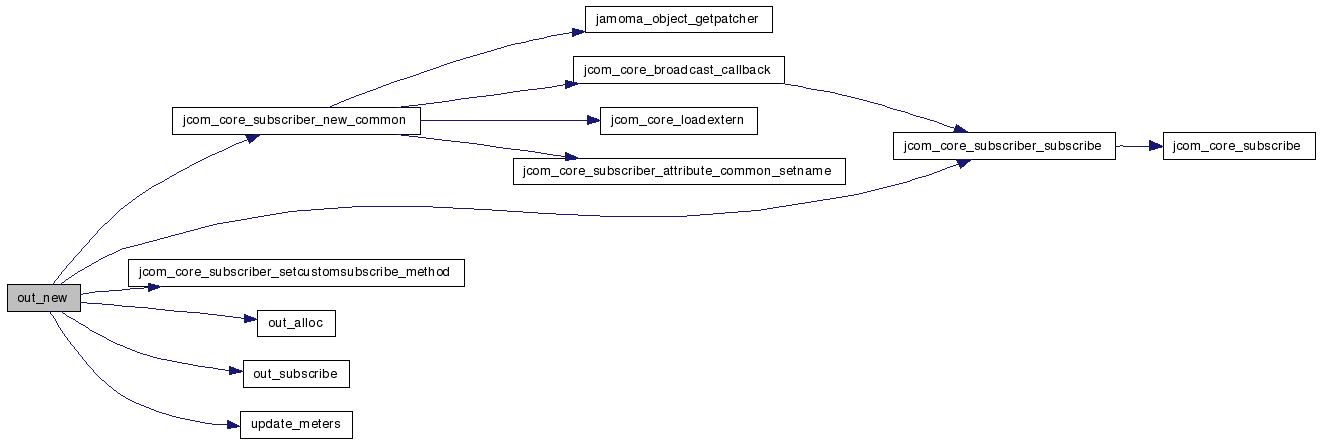 jamoma_object_getpatcher
jcom_core_broadcast_callback
jcom_core_subscriber_new_common
jcom_core_loadextern
jcom_core_subscriber_subscribe
jcom_core_subscribe
jcom_core_subscriber_attribute_common_setname
jcom_core_subscriber_setcustomsubscribe_method
out_new
out_alloc
out_subscribe
update_meters